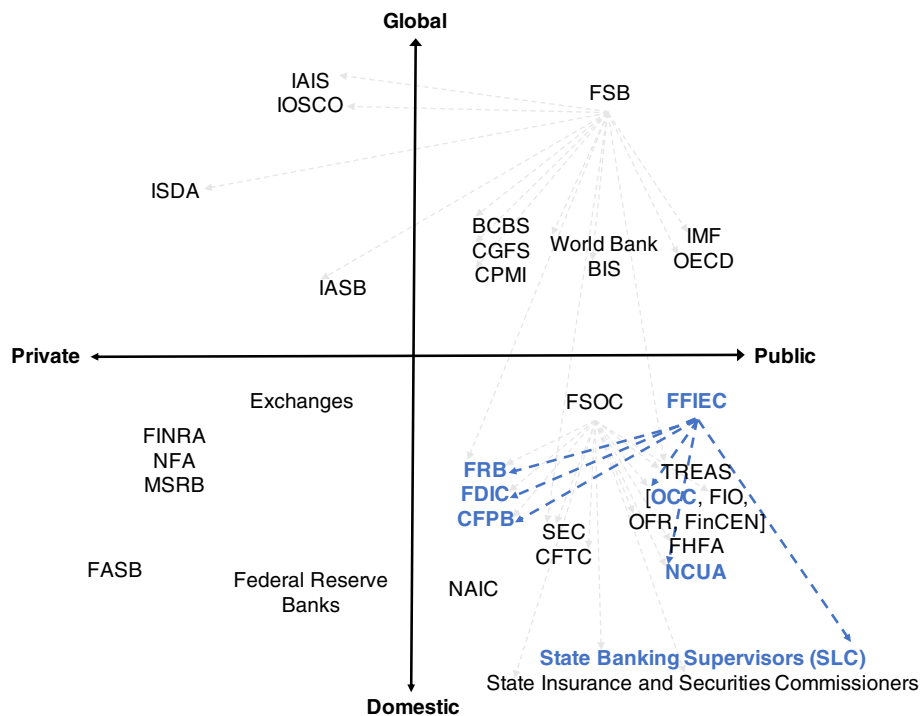 Global
IAIS
IOSCO
FSB
ISDA
BCBS
CGFS
CPMI
World Bank
BIS
IMF
OECD
IASB
Private
Public
Exchanges
FSOC
FFIEC
FINRA
NFA
MSRB
FRB
FDIC
CFPB
TREAS
[OCC, FIO,
OFR, FinCEN]
FHFA
NCUA
SEC
CFTC
FASB
Federal Reserve
Banks
NAIC
State Banking Supervisors (SLC)
State Insurance and Securities Commissioners
Domestic